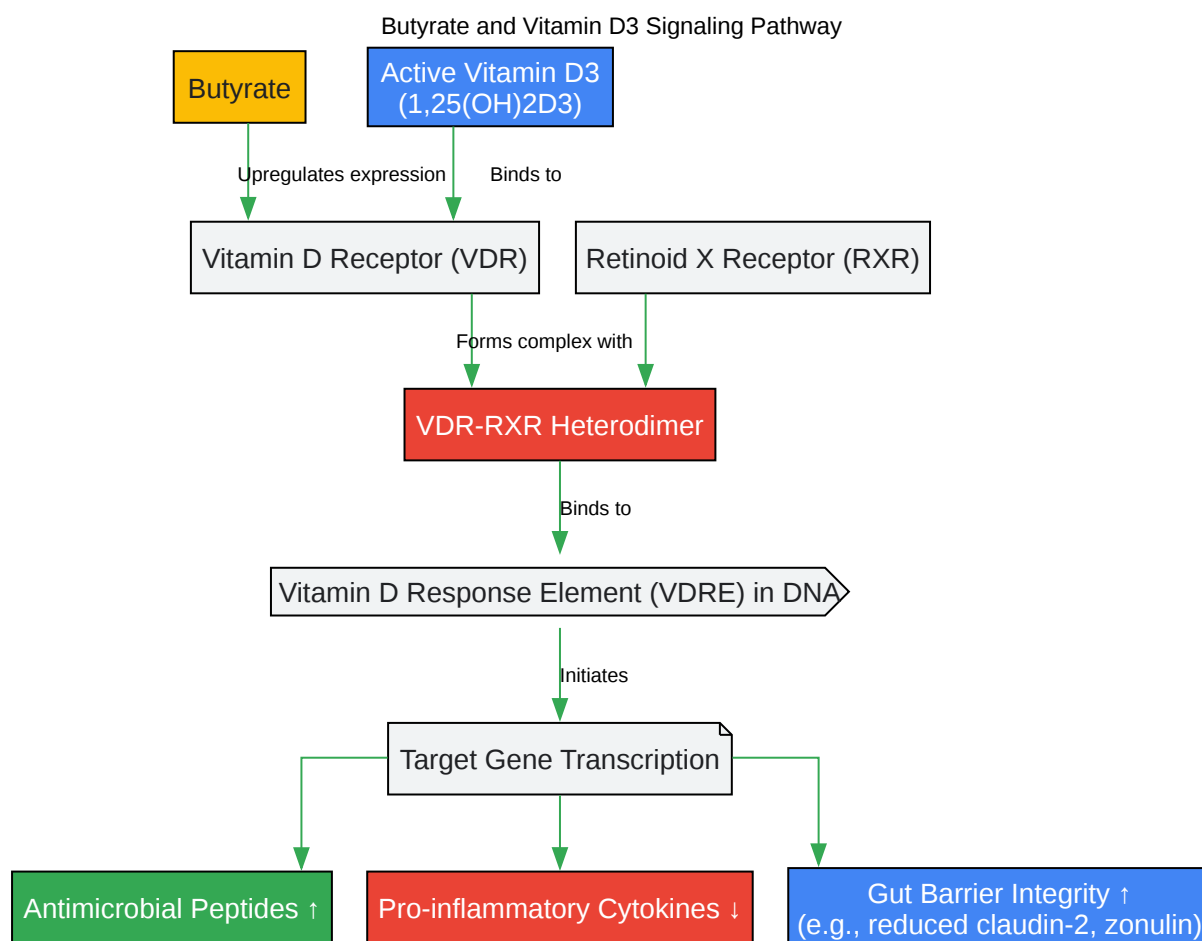 Butyrate and Vitamin D3 Signaling Pathway
Butyrate
Active Vitamin D3
(1,25(OH)2D3)
Upregulates expression
Binds to
Vitamin D Receptor (VDR)
Retinoid X Receptor (RXR)
Forms complex with
VDR-RXR Heterodimer
Binds to
Vitamin D Response Element (VDRE) in DNA
Initiates
Target Gene Transcription
Antimicrobial Peptides ↑
Pro-inflammatory Cytokines ↓
Gut Barrier Integrity ↑
(e.g., reduced claudin-2, zonulin)